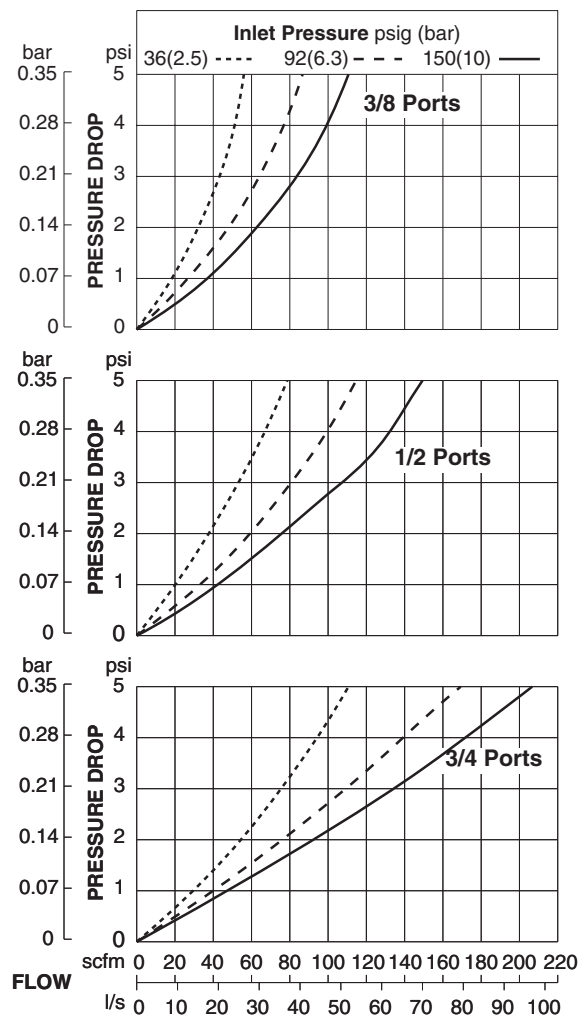 Inlet Pressure psig (bar)
36(2.5) 92(6.3) 150(10)
bar psi
0.35 5
0.28 4
0.21 3
0.14 2
0.07 1
0 0
PRESSURE DROP
3/8 Ports
bar psi
0.35 5
0.28 4
0.21 3
0.14 2
0.07 1
0 0
PRESSURE DROP
1/2 Ports
bar psi
0.35 5
0.28 4
0.21 3
0.14 2
0.07 1
0 0
PRESSURE DROP
3/4 Ports
scfm 0 20 40 60 80 100 120 140 160 180 200 220
FLOW
l/s 0 10 20 30 40 50 60 70 80 90 100